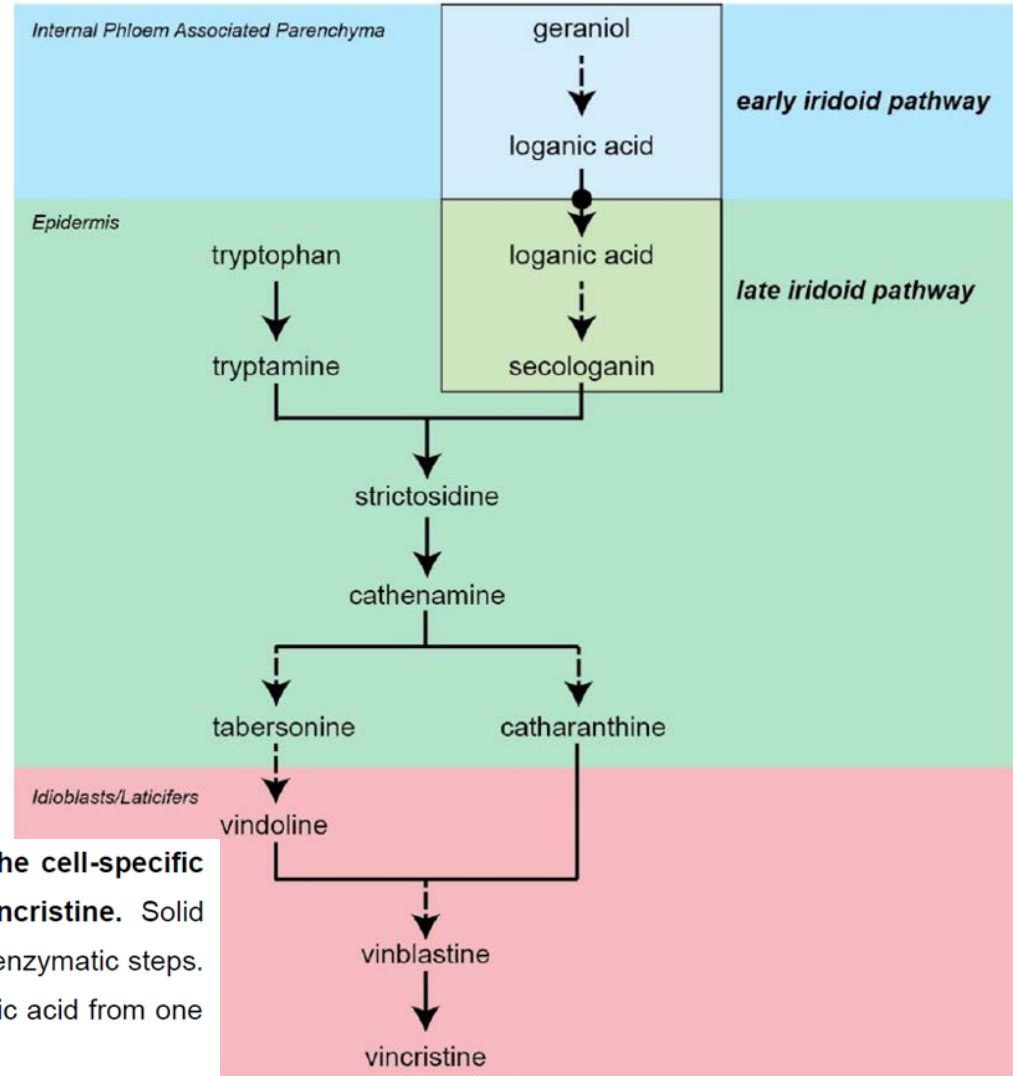 Internal Phloem Associated Parenchyma
geraniol
early iridoid pathway
loganic acid
Epidermis
tryptophan
loganic acid
late iridoid pathway
tryptamine
secologanin
strictosidine
cathenamine
tabersonine
catharanthine
Idioblasts/Laticifers
vindoline
he cell-specific
ncristine. Solid
enzymatic steps.
ic acid from one
vinblastine
vincristine